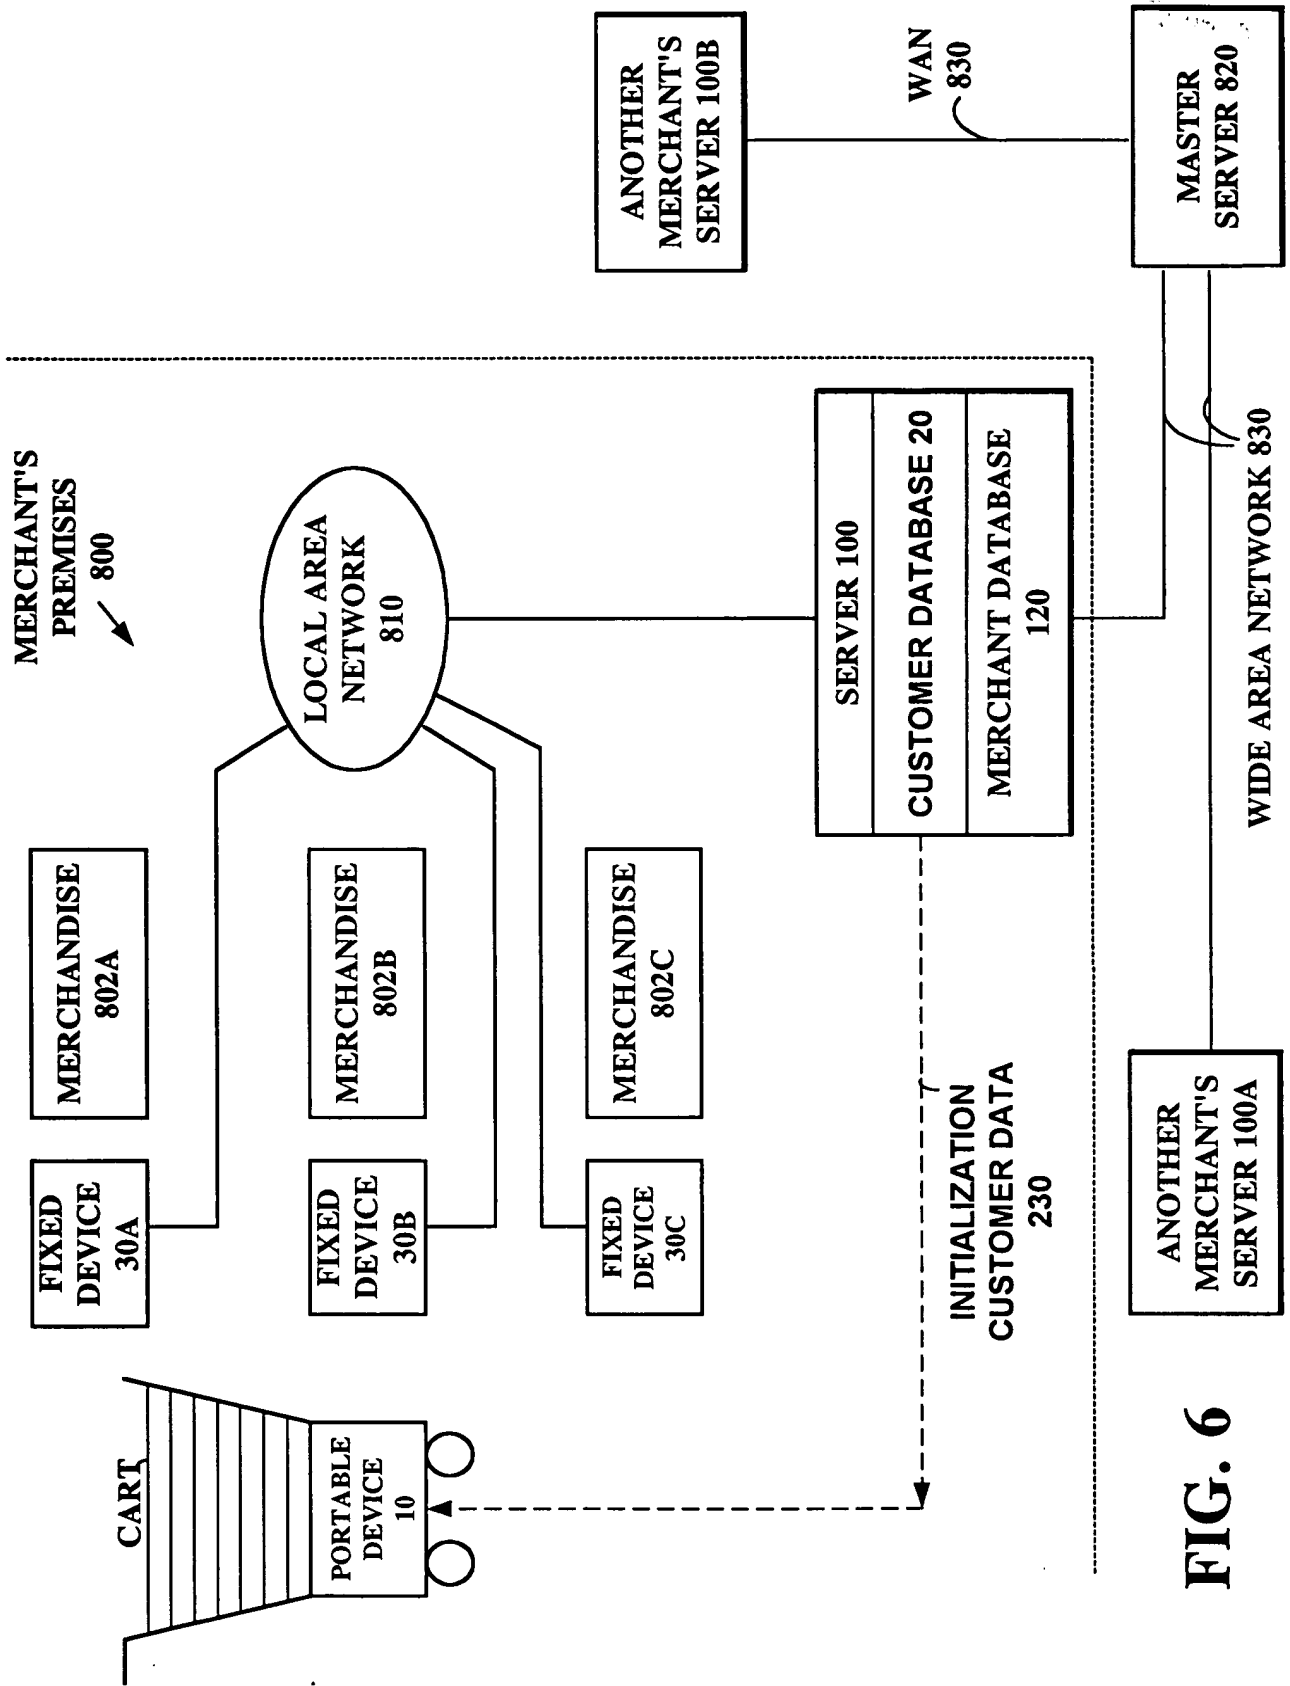 MERCHANT'S
PREMISES
800
CART
PORTABLE
DEVICE
10
FIXED
DEVICE
30A
MERCHANDISE
802A
FIXED
DEVICE
30B
MERCHANDISE
802B
FIXED
DEVICE
30C
MERCHANDISE
802C
LOCAL AREA
NETWORK
810
ANOTHER
MERCHANT'S
SERVER 100B
SERVER 100
CUSTOMER DATABASE 20
MERCHANT DATABASE
120
INITIALIZATION
CUSTOMER DATA
230
WAN
830
ANOTHER
MERCHANT'S
SERVER 100A
WIDE AREA NETWORK 830
MASTER
SERVER 820
FIG. 6